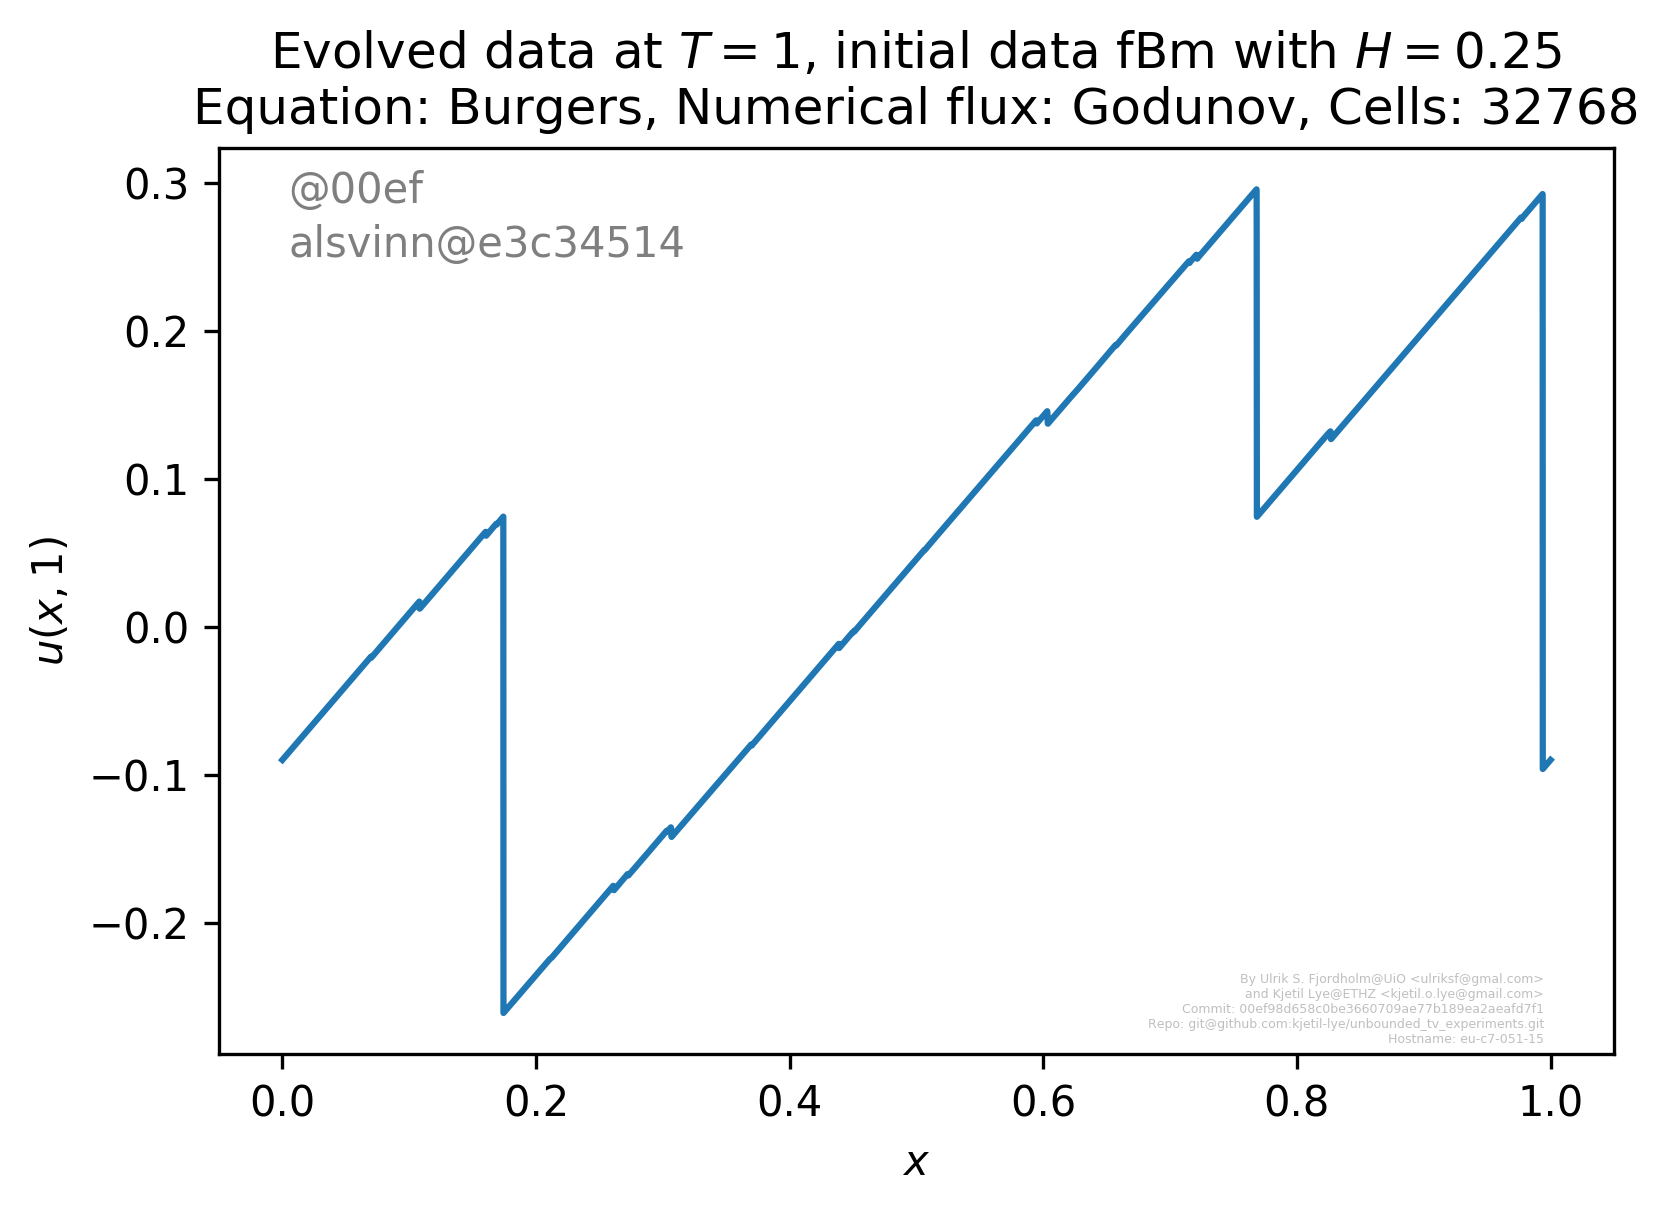 Evolved data at T = 1, initial data fBm with H = 0.25
Equation: Burgers, Numerical flux: Godunov, Cells: 32768
@00ef
alsvinn@e3c34514
0.3
0.2
0.1
0.0
−0.1
−0.2
u(x, 1)
By Ulrik S. Fjordholm@UiO <ulriksf@gmal.com>
and Kjetil Lye@ETHZ <kjetil.o.lye@gmail.com>
Commit: 00ef98d658c0be3660709ae77b189ea2aeafd7f1
Repo: git@github.com:kjetil-lye/unbounded_tv_experiments.git
Hostname: eu-c7-051-15
0.0 0.2 0.4 0.6 0.8 1.0
x